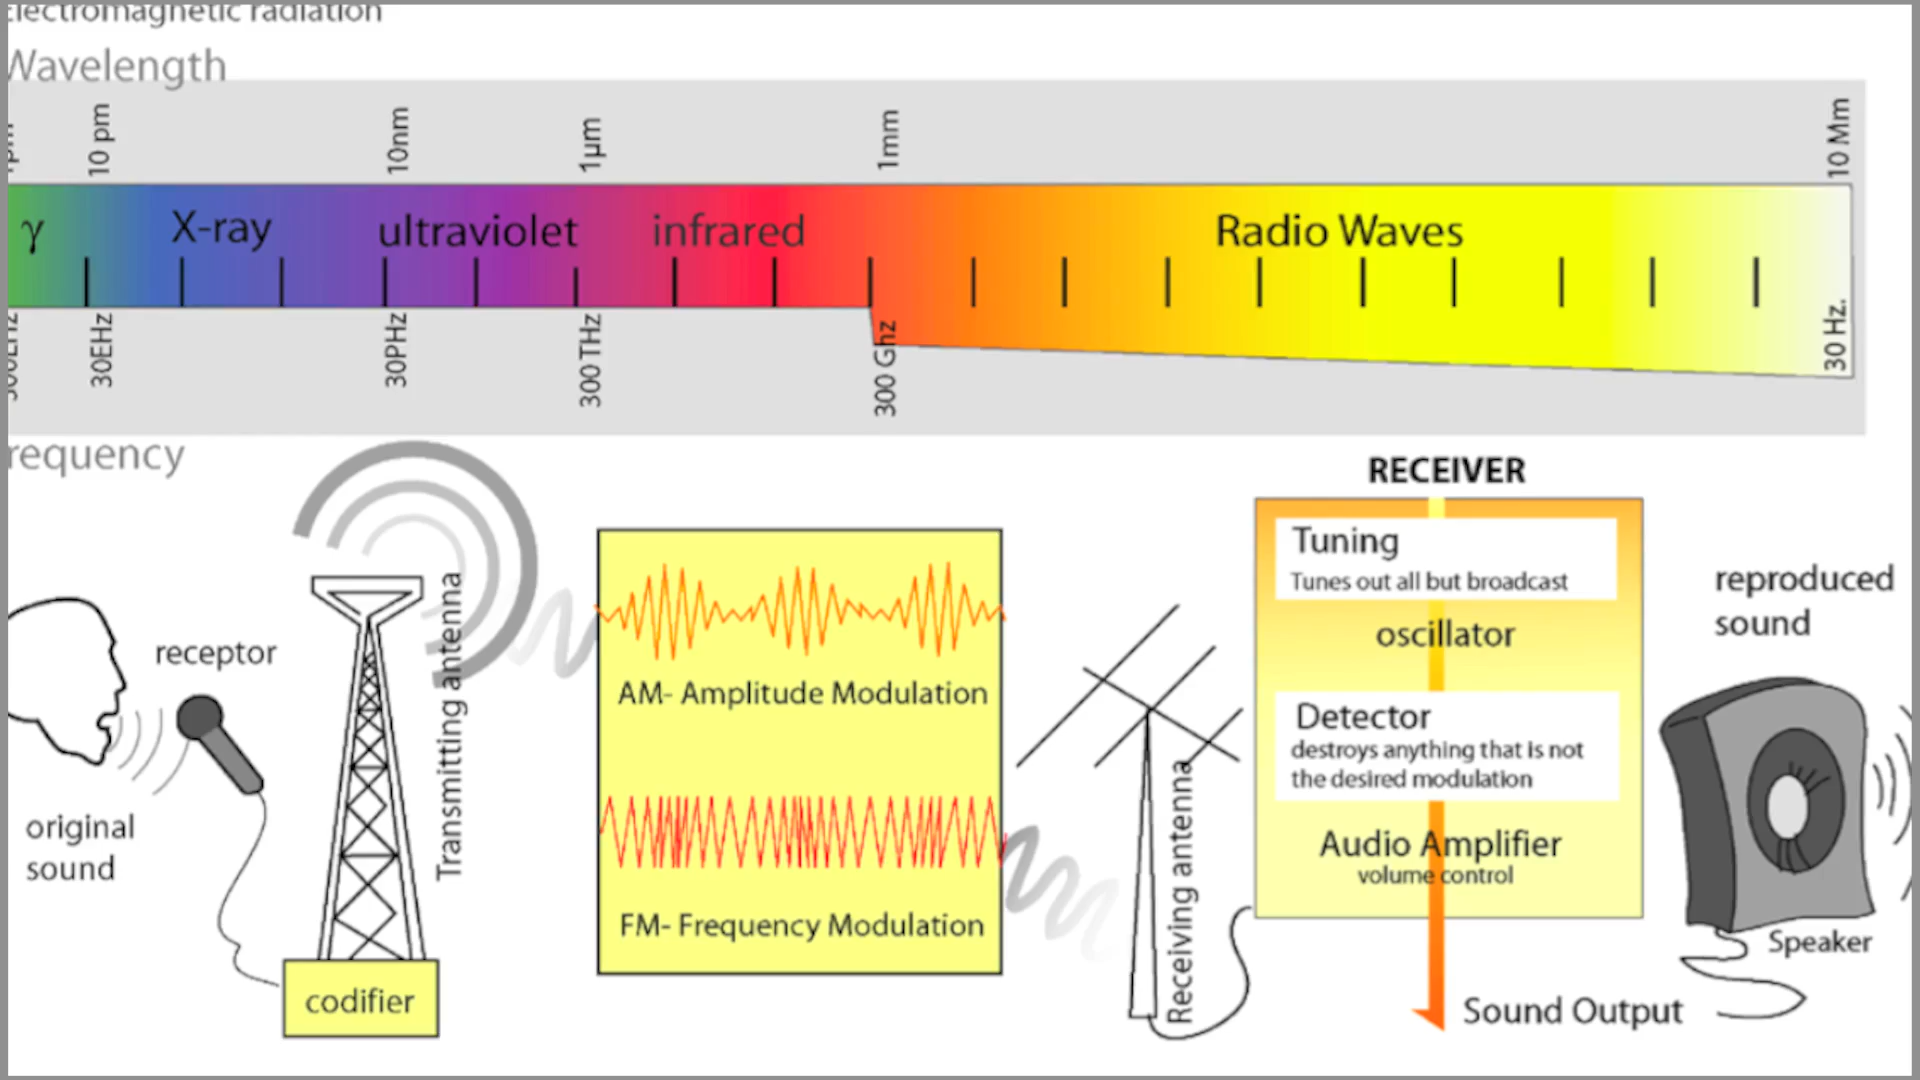 Electromagnetic radiation
Wavelength
10 pm
10nm
1µm
1mm
10 Mm
γ
X-ray
ultraviolet
infrared
Radio Waves
30EHz
30PHz
300 THz
300 Ghz
30 Hz.
requency
RECEIVER
Tuning
Tunes out all but broadcast
oscillator
Detector
destroys anything that is not
the desired modulation
Audio Amplifier
volume control
Sound Output
reproduced
sound
Speaker
receptor
original
sound
Transmitting antenna
codifier
AM- Amplitude Modulation
FM- Frequency Modulation
Receiving antenna